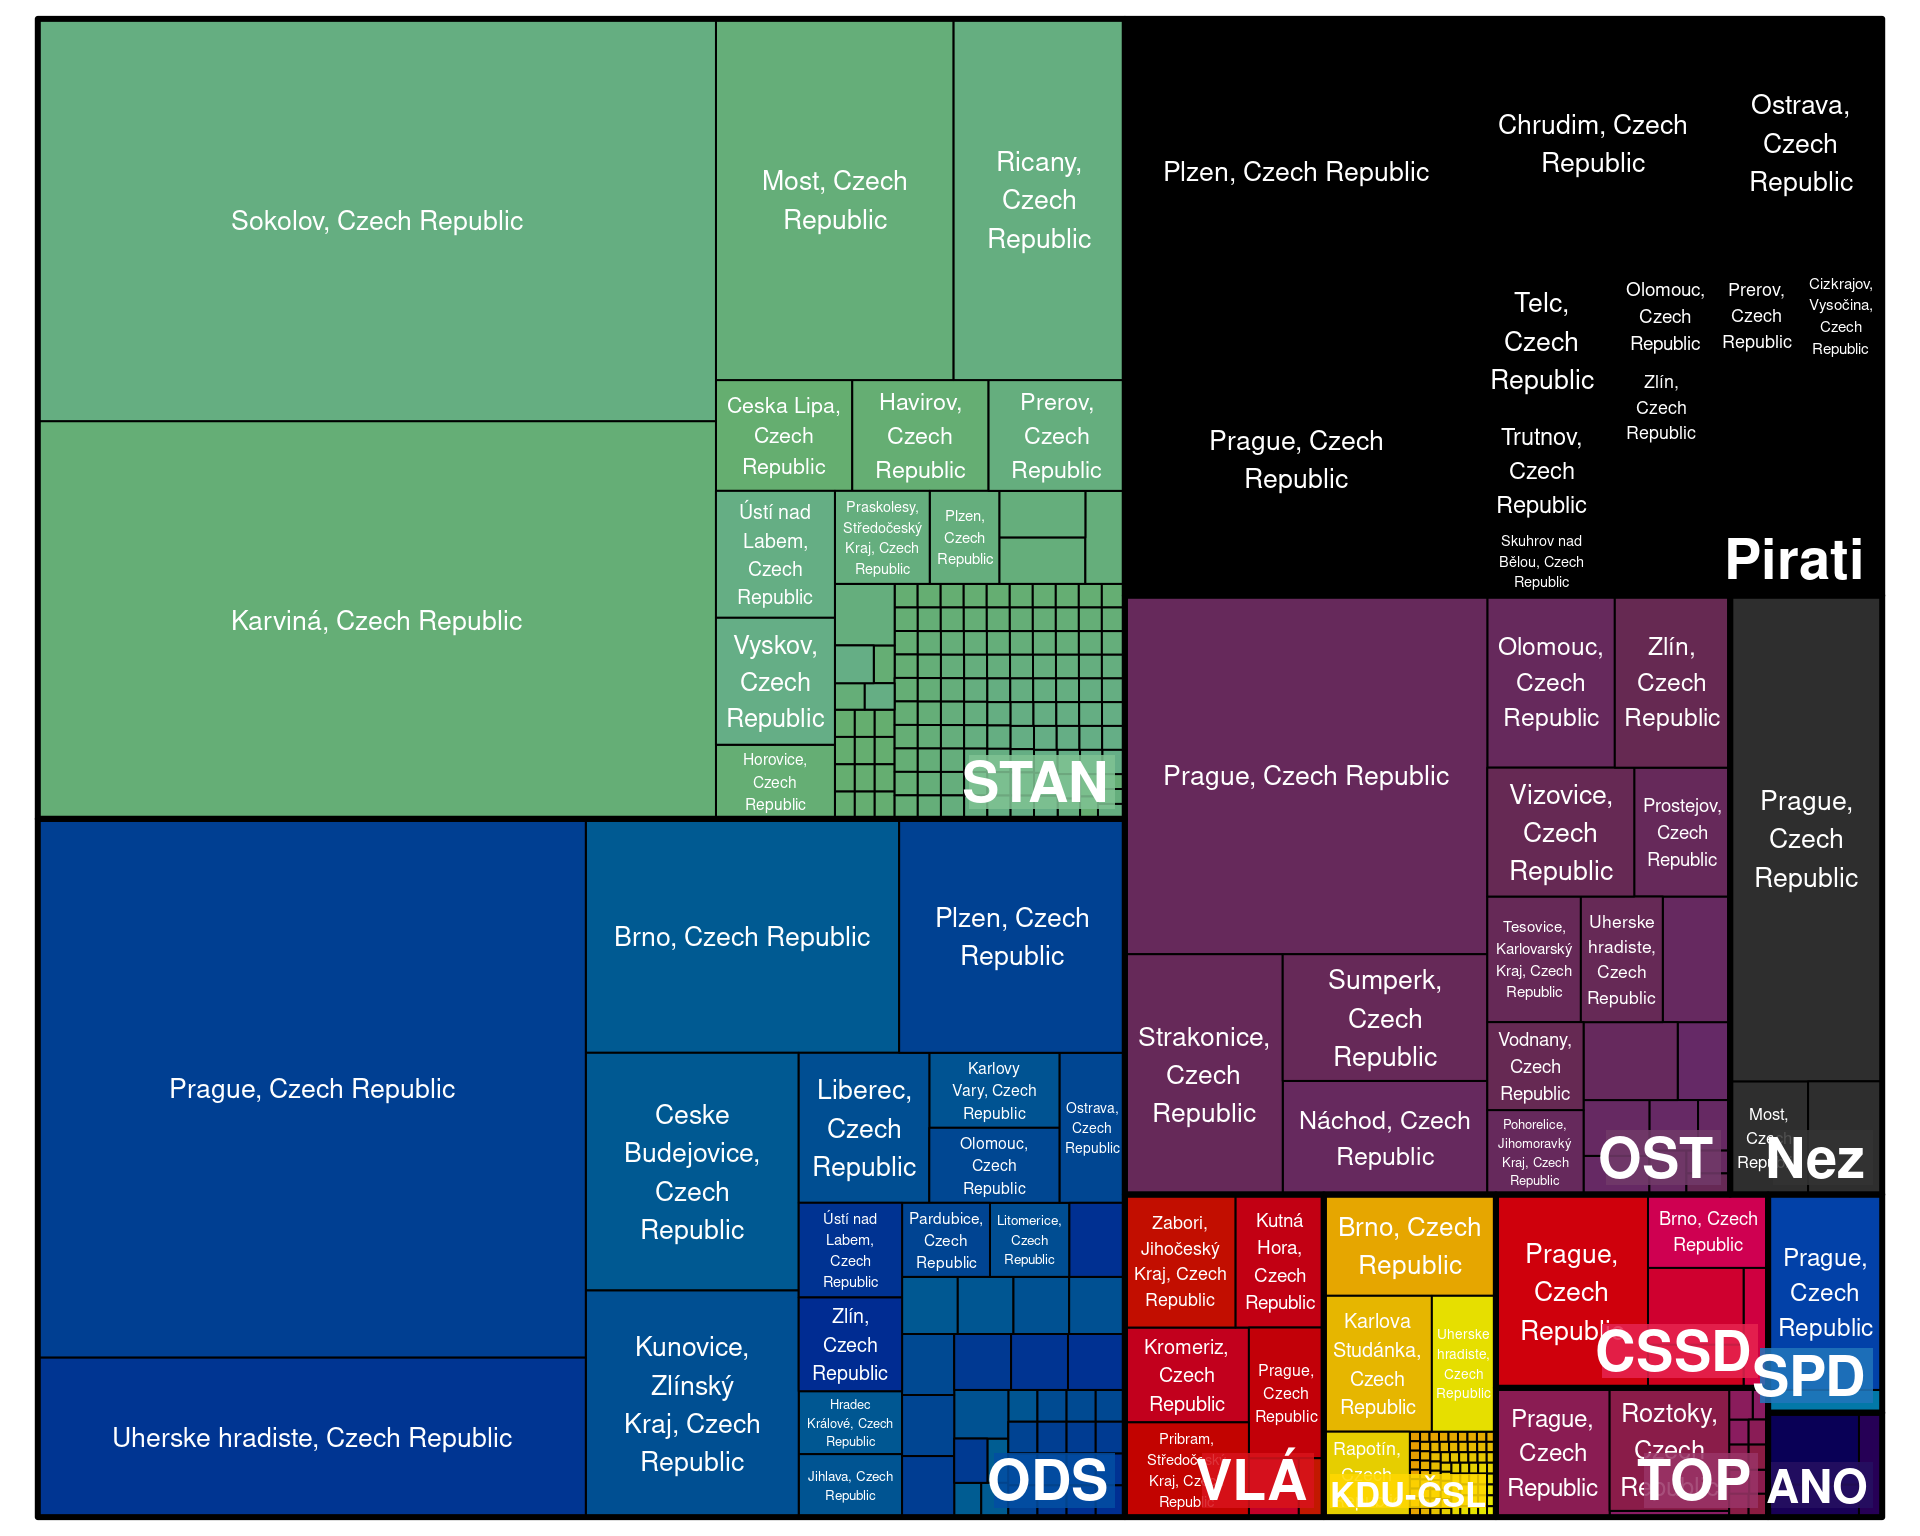 Sokolov, Czech Republic
Karviná, Czech Republic
Most, Czech
Republic
Ricany,
Czech
Republic
Ceska Lipa,
Czech
Republic
Havirov,
Czech
Republic
Prerov,
Czech
Republic
Ústí nad
Labem,
Czech
Republic
Praskolesy,
Středočeský
Kraj, Czech
Republic
Plzen,
Czech
Republic
Vyskov,
Czech
Republic
Horovice,
Czech
Republic
STAN
Plzen, Czech Republic
Chrudim, Czech
Republic
Ostrava,
Czech
Republic
Prague, Czech
Republic
Telc,
Czech
Republic
Olomouc,
Czech
Republic
Prerov,
Czech
Republic
Cizkrajov,
Vysočina,
Czech
Republic
Zlín,
Czech
Republic
Trutnov,
Czech
Republic
Skuhrov nad
Bělou, Czech
Republic
Pirati
Prague, Czech Republic
Uherske hradiste, Czech Republic
Brno, Czech Republic
Plzen, Czech
Republic
Ceske
Budejovice,
Czech
Republic
Kunovice,
Zlínský
Kraj, Czech
Republic
Liberec,
Czech
Republic
Karlovy
Vary, Czech
Republic
Olomouc,
Czech
Republic
Ostrava,
Czech
Republic
Ústí nad
Labem,
Czech
Republic
Pardubice,
Czech
Republic
Litomerice,
Czech
Republic
Zlín,
Czech
Republic
Hradec
Králové, Czech
Republic
Jihlava, Czech
Republic
ODS
Prague, Czech Republic
Strakonice,
Czech
Republic
Sumperk,
Czech
Republic
Náchod, Czech
Republic
Olomouc,
Czech
Republic
Zlín,
Czech
Republic
Vizovice,
Czech
Republic
Prostejov,
Czech
Republic
Tesovice,
Karlovarský
Kraj, Czech
Republic
Uherske
hradiste,
Czech
Republic
Vodnany,
Czech
Republic
Pohorelice,
Jihomoravký
Kraj, Czech
Republic
OST
Prague,
Czech
Republic
Most,
Czech
Republic
Nez
Zabori,
Jihočeský
Kraj, Czech
Republic
Kutná
Hora,
Czech
Republic
Kromeriz,
Czech
Republic
Prague,
Czech
Republic
Pribram,
Středočeský
Kraj, Czech
Republic
VLÁ
Brno, Czech
Republic
Karlova
Studánka,
Czech
Republic
Uherske
hradiste,
Czech
Republic
Rapotín,
Czech
KDU-ČSL
Prague,
Czech
Republic
Brno, Czech
Republic
CSSD
Prague,
Czech
Republic
SPD
Prague,
Czech
Republic
Roztoky,
Czech
Republic
TOP
ANO